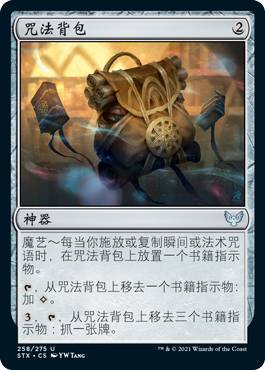 咒法背包 2
神器
魔艺～每当你施放或复制瞬间或法术咒
语时，在咒法背包上放置一个书籍指示
物。
，从咒法背包上移去一个书籍指示物：
加。
3，，从咒法背包上移去三个书籍指示
物：抓一张牌。
258/275 U
STX • CS YW TANG
™ & © 2021 Wizards of the Coast